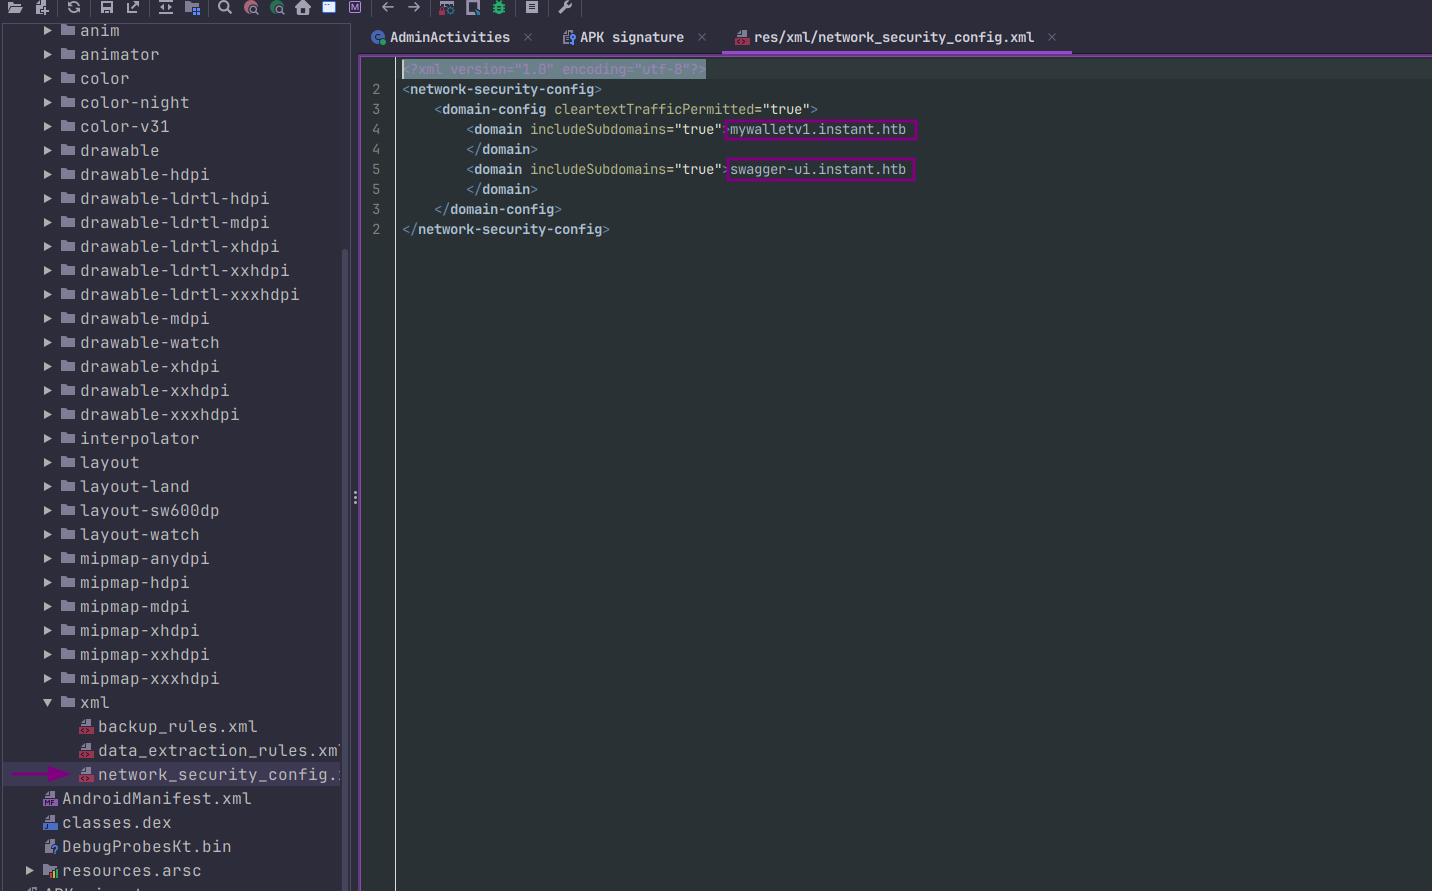 AdminActivities
APK signature
res/xml/network_security_config.xml
anim
animator
color
color-night
color-v31
drawable
drawable-hdpi
drawable-ldrtl-hdpi
drawable-ldrtl-mdpi
drawable-ldrtl-xhdpi
drawable-ldrtl-xxhdpi
drawable-ldrtl-xxxhdpi
drawable-mdpi
drawable-watch
drawable-xhdpi
drawable-xxhdpi
drawable-xxxhdpi
interpolator
layout
layout-land
layout-sw600dp
layout-watch
mipmap-anydpi
mipmap-hdpi
mipmap-mdpi
mipmap-xhdpi
mipmap-xxhdpi
mipmap-xxxhdpi
xml
backup_rules.xml
data_extraction_rules.xml
network_security_config.
AndroidManifest.xml
classes.dex
DebugProbesKt.bin
resources.arsc
<?xml version="1.0" encoding="utf-8"?>
2 <network-security-config>
3 <domain-config cleartextTrafficPermitted="true">
4 <domain includeSubdomains="true">mywalletv1.instant.htb
4 </domain>
5 <domain includeSubdomains="true">swagger-ui.instant.htb
5 </domain>
3 </domain-config>
2 </network-security-config>